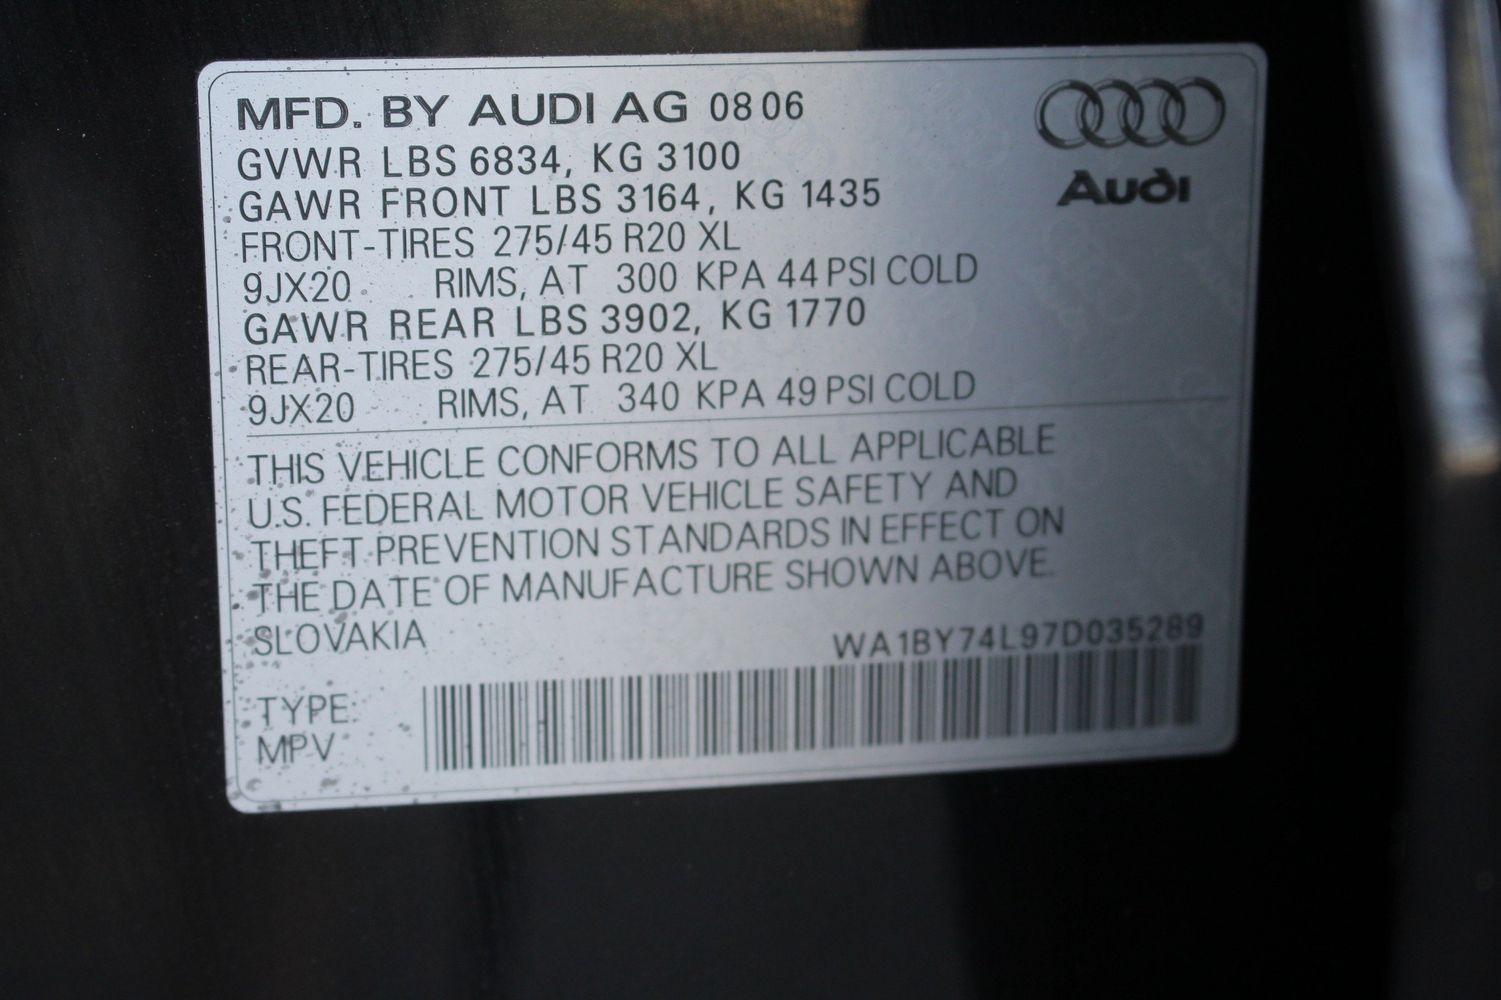 MFD. BY AUDI AG 08 06
GVWR LBS 6834, KG 3100
GAWR FRONT LBS 3164, KG 1435
FRONT-TIRES 275/45 R20 XL
9JX20 RIMS, AT 300 KPA 44 PSI COLD
GAWR REAR LBS 3902, KG 1770
REAR-TIRES 275/45 R20 XL
9JX20 RIMS, AT 340 KPA 49 PSI COLD
Audi
THIS VEHICLE CONFORMS TO ALL APPLICABLE
U.S. FEDERAL MOTOR VEHICLE SAFETY AND
THEFT PREVENTION STANDARDS IN EFFECT ON
THE DATE OF MANUFACTURE SHOWN ABOVE.
SLOVAKIA
WA1BY74L97D035289
TYPE:
MPV